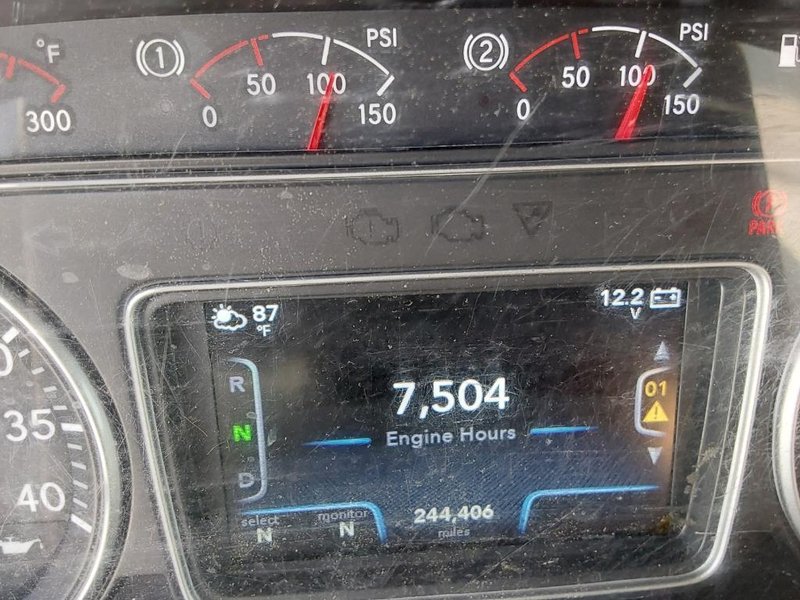 °F
300
1
0
50
100
150
PSI
2
0
50
100
150
PSI
PARK
87
°F
12.2
V
R
N
D
7,504
Engine Hours
01
select
N
monitor
N
244,406
miles
35
40